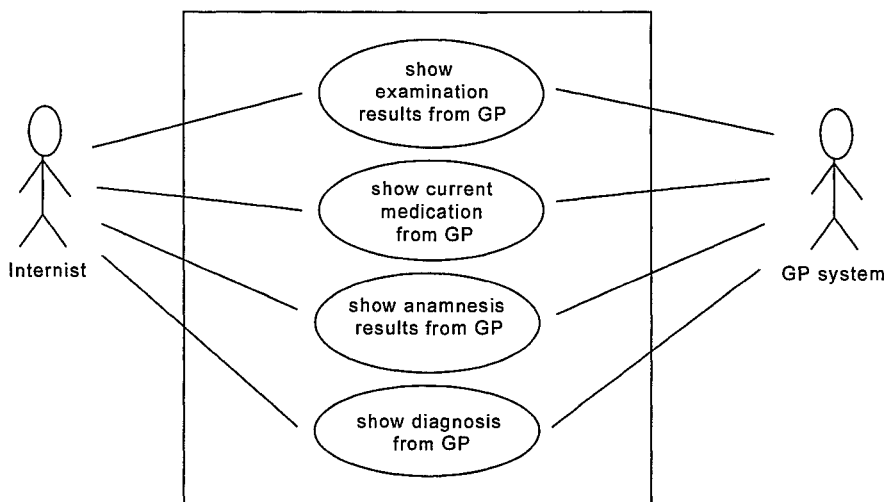 show
examination
results from GP
show current
medication
from GP
Internist
GP system
show anamnesis
results from GP
show diagnosis
from GP